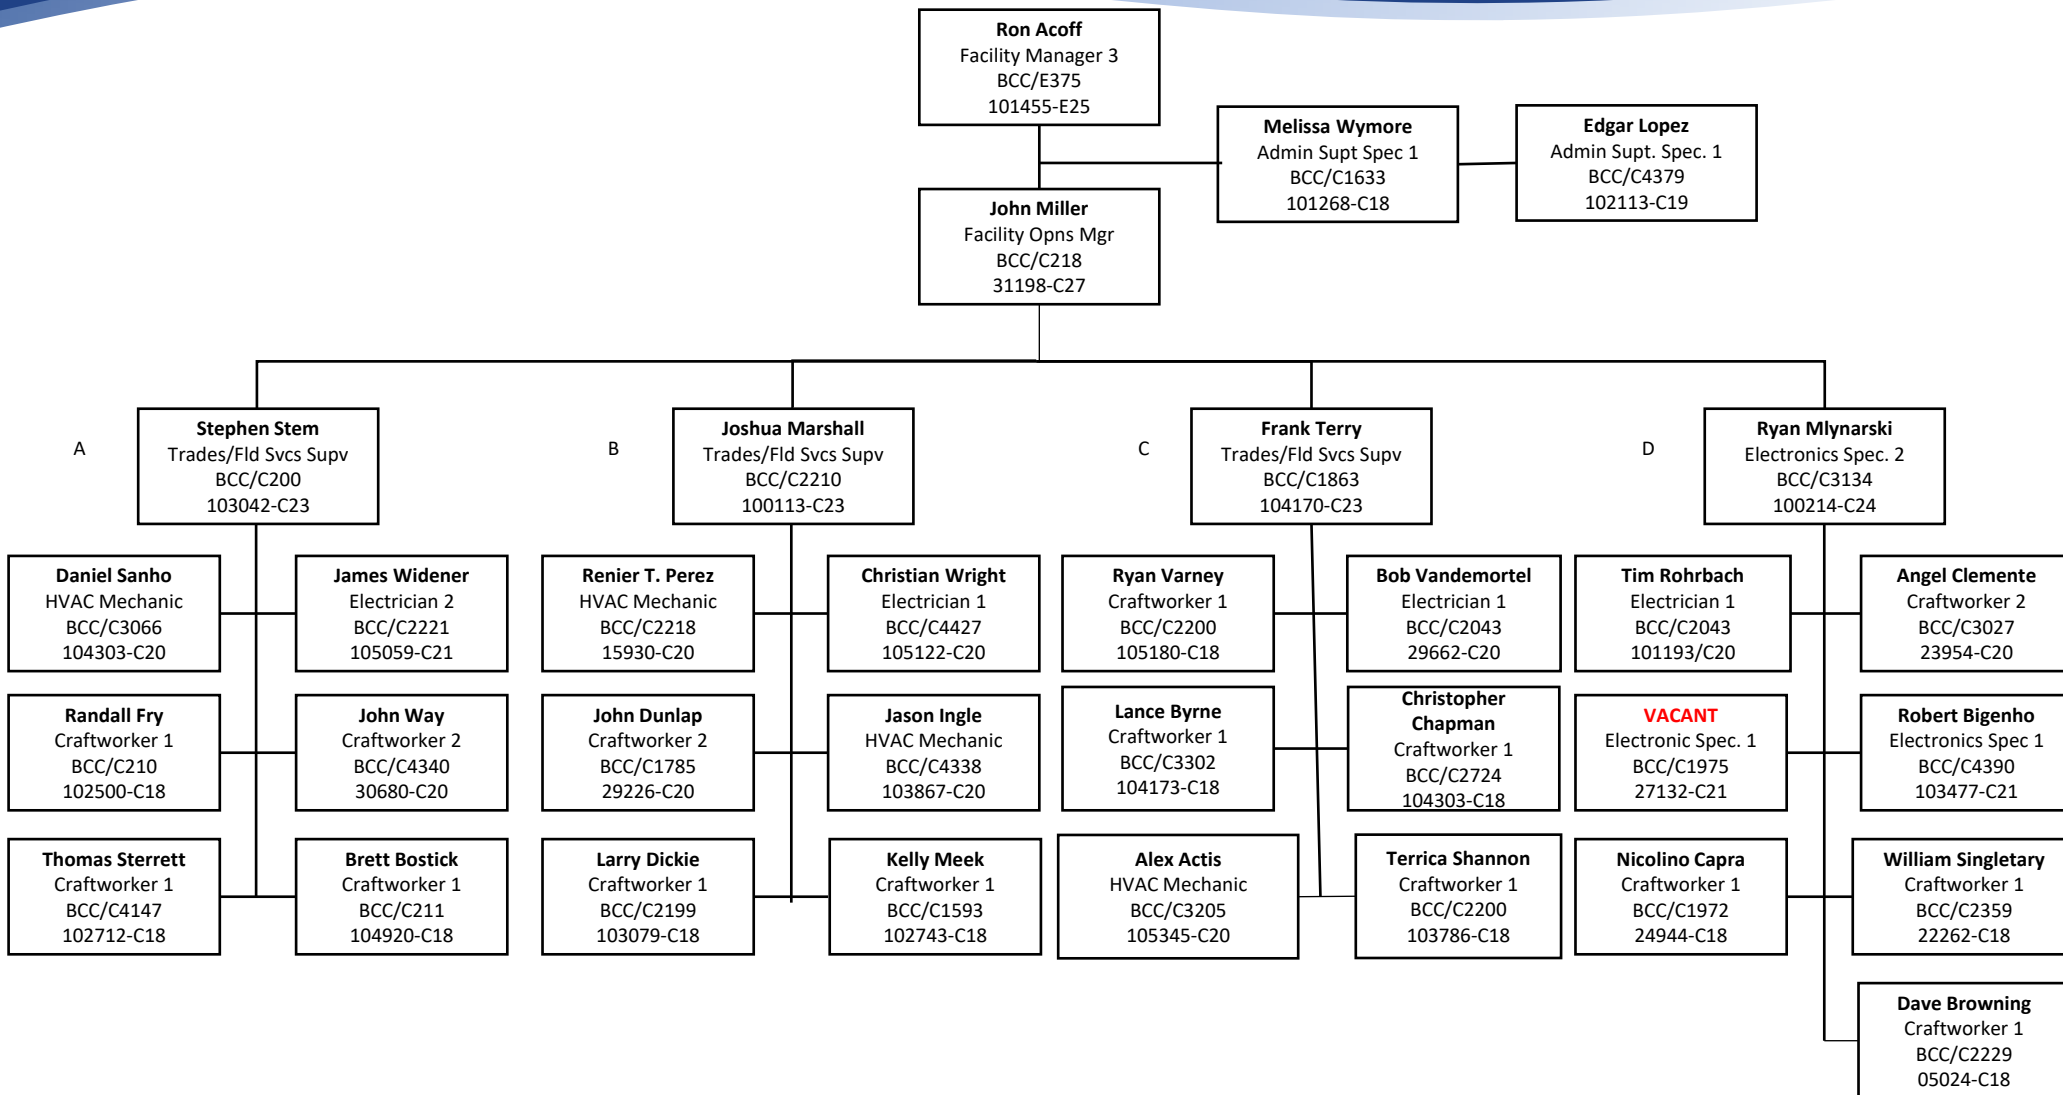 Ron Acoff
Facility Manager 3
BCC/E375
101455-E25
Melissa Wymore
Admin Supt Spec 1
BCC/C1633
101268-C18
Edgar Lopez
Admin Supt. Spec. 1
BCC/C4379
102113-C19
John Miller
Facility Opns Mgr
BCC/C218
31198-C27
A
Stephen Stem
Trades/Fld Svcs Supv
BCC/C200
103042-C23
B
Joshua Marshall
Trades/Fld Svcs Supv
BCC/C2210
100113-C23
C
Frank Terry
Trades/Fld Svcs Supv
BCC/C1863
104170-C23
D
Ryan Mlynarski
Electronics Spec. 2
BCC/C3134
100214-C24
Daniel Sanho
HVAC Mechanic
BCC/C3066
104303-C20
James Widener
Electrician 2
BCC/C2221
105059-C21
Renier T. Perez
HVAC Mechanic
BCC/C2218
15930-C20
Christian Wright
Electrician 1
BCC/C4427
105122-C20
Ryan Varney
Craftworker 1
BCC/C2200
105180-C18
Bob Vandemortel
Electrician 1
BCC/C2043
29662-C20
Tim Rohrbach
Electrician 1
BCC/C2043
101193/C20
Angel Clemente
Craftworker 2
BCC/C3027
23954-C20
Randall Fry
Craftworker 1
BCC/C210
102500-C18
John Way
Craftworker 2
BCC/C4340
30680-C20
John Dunlap
Craftworker 2
BCC/C1785
29226-C20
Jason Ingle
HVAC Mechanic
BCC/C4338
103867-C20
Lance Byrne
Craftworker 1
BCC/C3302
104173-C18
Christopher
Chapman
Craftworker 1
BCC/C2724
104303-C18
VACANT
Electronic Spec. 1
BCC/C1975
27132-C21
Robert Bigenho
Electronics Spec 1
BCC/C4390
103477-C21
Thomas Sterrett
Craftworker 1
BCC/C4147
102712-C18
Brett Bostick
Craftworker 1
BCC/C211
104920-C18
Larry Dickie
Craftworker 1
BCC/C2199
103079-C18
Kelly Meek
Craftworker 1
BCC/C1593
102743-C18
Alex Actis
HVAC Mechanic
BCC/C3205
105345-C20
Terrica Shannon
Craftworker 1
BCC/C2200
103786-C18
Nicolino Capra
Craftworker 1
BCC/C1972
24944-C18
William Singletary
Craftworker 1
BCC/C2359
22262-C18
Dave Browning
Craftworker 1
BCC/C2229
05024-C18